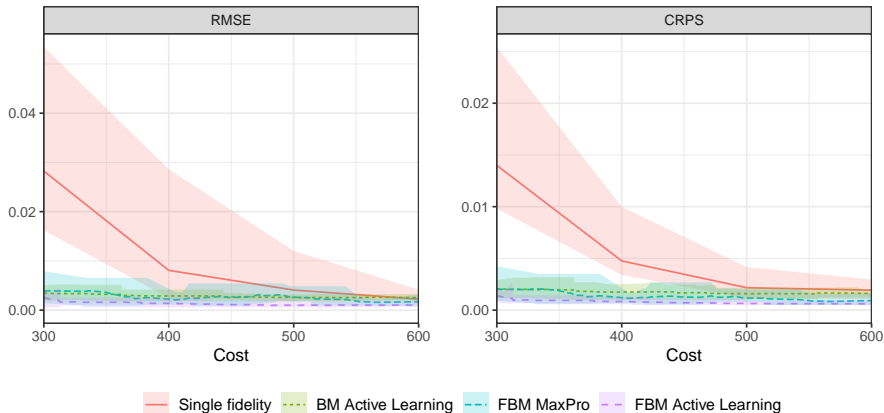 RMSE CRPS
0.04
0.02
0.00
0.02
0.01
0.00
300 400 500 600 300 400 500 600
Cost Cost
Single fidelity BM Active Learning FBM MaxPro FBM Active Learning